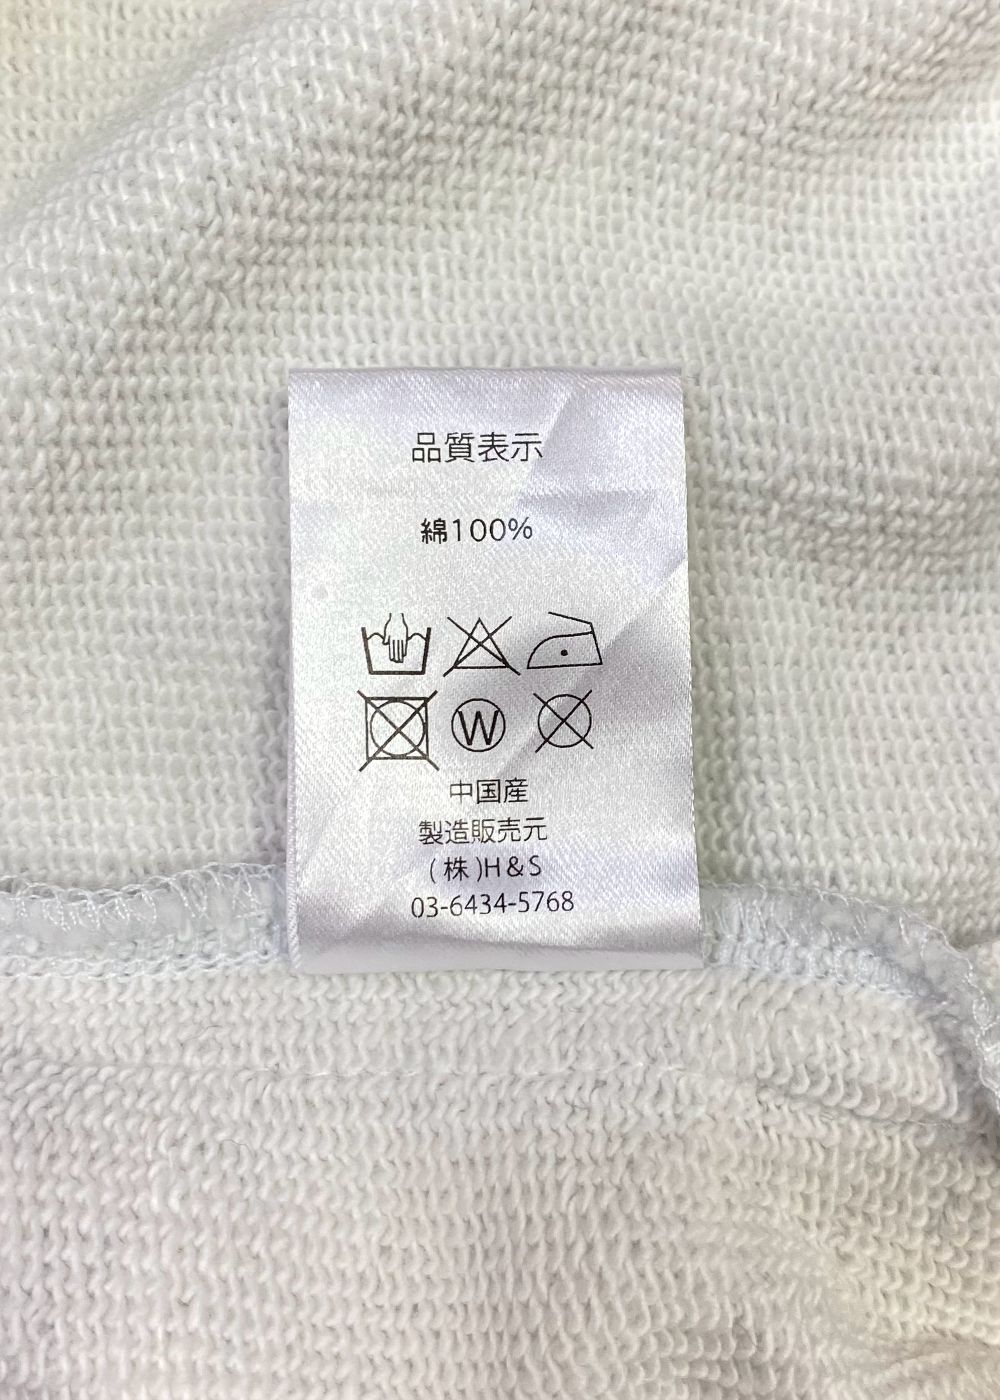 品質表示
綿100%
W
中国産
製造販売元
(株)H&S
03-6434-5768